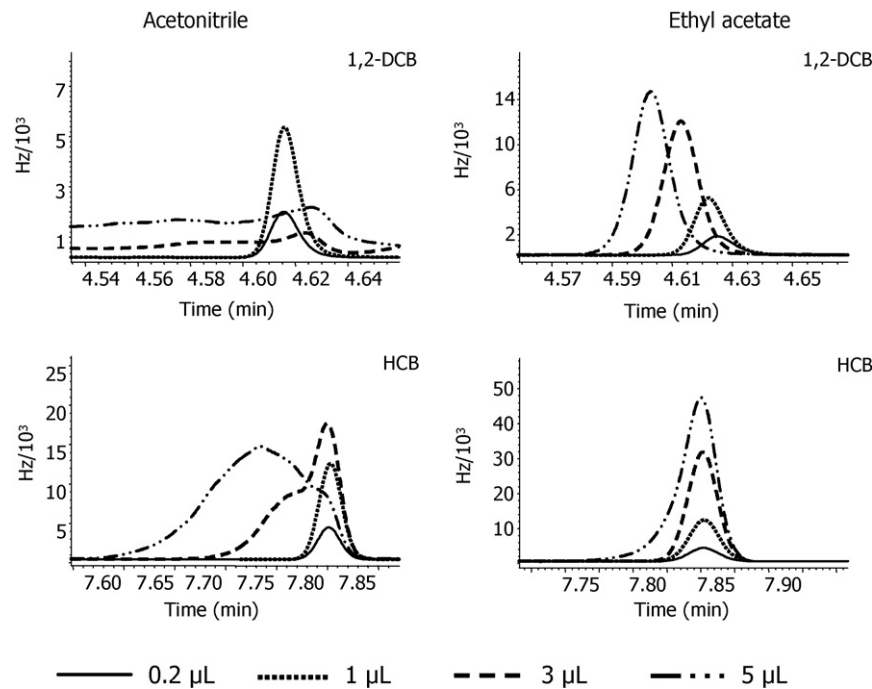 Acetonitrile
Ethyl acetate
1,2-DCB
7
5
3
1
Hz/10³
4.54 4.56 4.58 4.60 4.62 4.64
Time (min)
1,2-DCB
14
10
6
2
Hz/10³
4.57 4.59 4.61 4.63 4.65
Time (min)
HCB
25
20
15
10
5
Hz/10³
7.60 7.65 7.70 7.75 7.80 7.85
Time (min)
HCB
50
40
30
20
10
Hz/10³
7.75 7.80 7.85 7.90
Time (min)
0.2 µL 1 µL 3 µL 5 µL